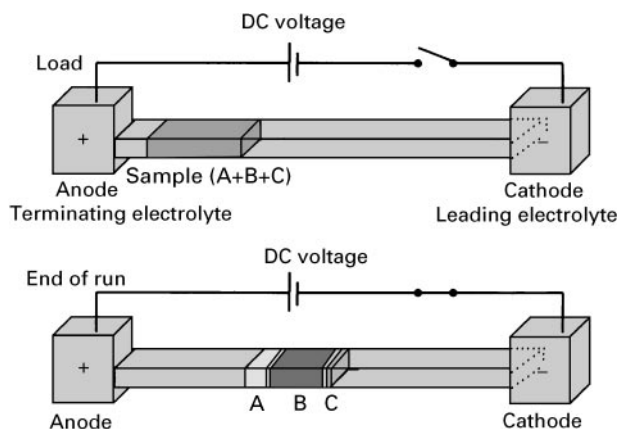 DC voltage
Load
+
−
Sample (A+B+C)
Anode
Cathode
Terminating electrolyte
Leading electrolyte
DC voltage
End of run
+
−
A B C
Anode
Cathode